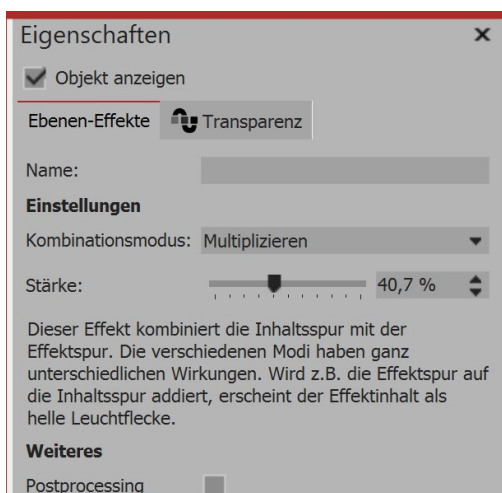 Eigenschaften
Objekt anzeigen
Ebenen-Effekte Transparenz
Name:
Einstellungen
Kombinationsmodus: Multiplizieren
Stärke: 40,7 %
Dieser Effekt kombiniert die Inhaltsspur mit der
Effektspur. Die verschiedenen Modi haben ganz
unterschiedlichen Wirkungen. Wird z.B. die Effektspur auf
die Inhaltsspur addiert, erscheint der Effektinhalt als
helle Leuchtflecke.
Weiteres
Postprocessing